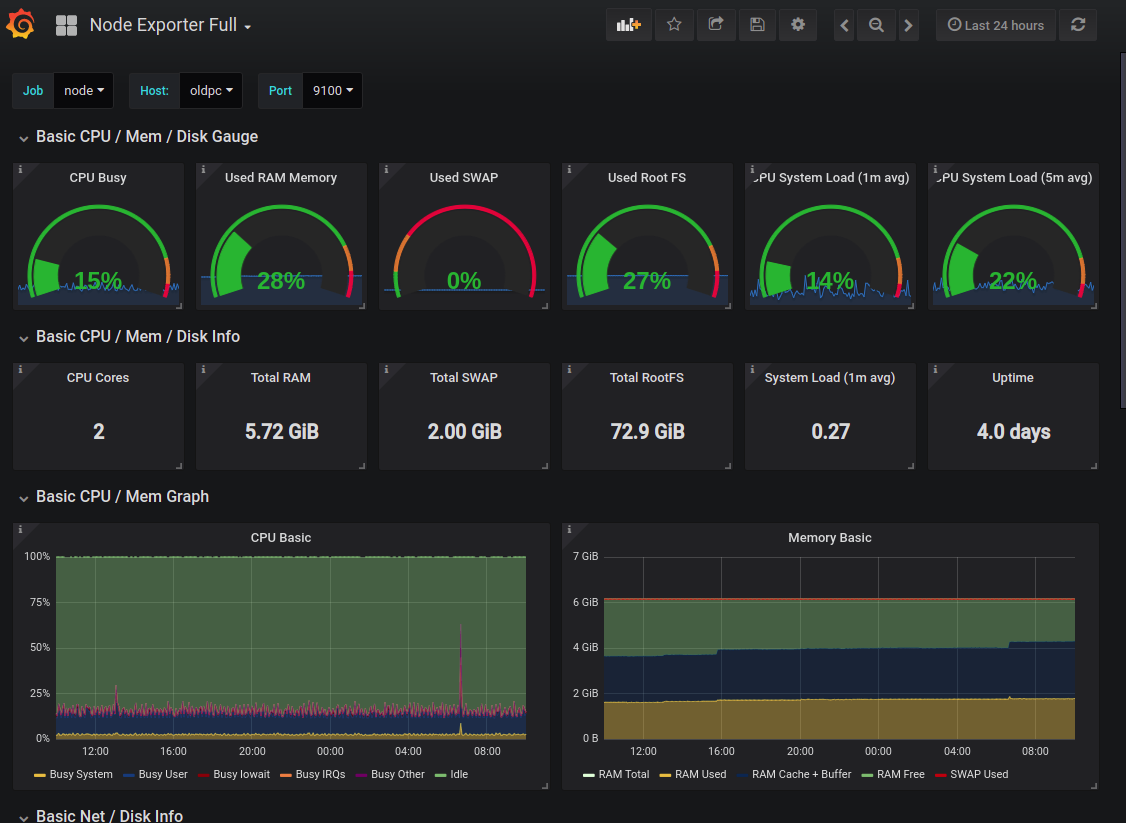 Node Exporter Full
Last 24 hours
Job node Host: oldpc Port 9100
Basic CPU / Mem / Disk Gauge
CPU Busy Used RAM Memory Used SWAP Used Root FS CPU System Load (1m avg) CPU System Load (5m avg)
15% 28% 0% 27% 14% 22%
Basic CPU / Mem / Disk Info
CPU Cores Total RAM Total SWAP Total RootFS System Load (1m avg) Uptime
2 5.72 GiB 2.00 GiB 72.9 GiB 0.27 4.0 days
Basic CPU / Mem Graph
CPU Basic
100%
75%
50%
25%
0%
12:00 16:00 20:00 00:00 04:00 08:00
Busy System Busy User Busy Iowait Busy IRQs Busy Other Idle
Memory Basic
7 GiB
6 GiB
4 GiB
2 GiB
0 B
12:00 16:00 20:00 00:00 04:00 08:00
RAM Total RAM Used RAM Cache + Buffer RAM Free SWAP Used
Basic Net / Disk Info